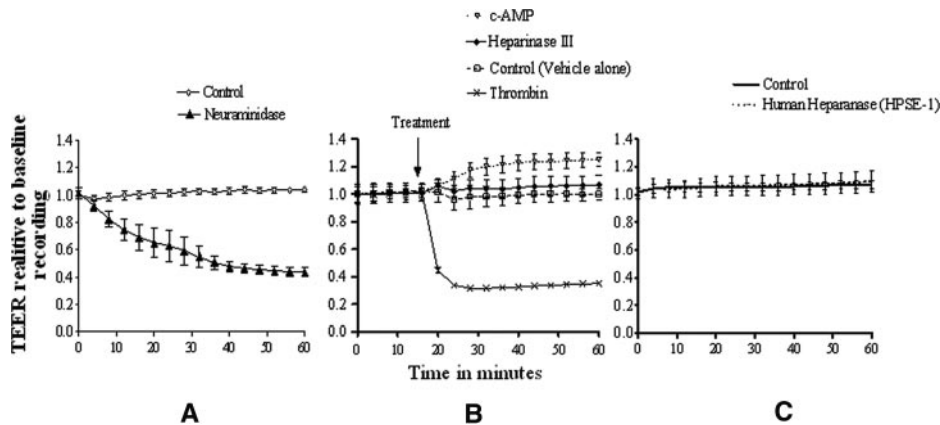 c-AMP
Heparinase III
Control (Vehicle alone)
Thrombin
Control
Neuraminidase
Control
Human Heparanase (HPSE-1)
Treatment
TEER realitive to baseline
recording
1.4
1.2
1.0
0.8
0.6
0.4
0.2
0.0
0 10 20 30 40 50 60
1.4
1.2
1.0
0.8
0.6
0.4
0.2
0.0
0 10 20 30 40 50 60
1.4
1.2
1.0
0.8
0.6
0.4
0.2
0.0
0 10 20 30 40 50 60
Time in minutes
A B C